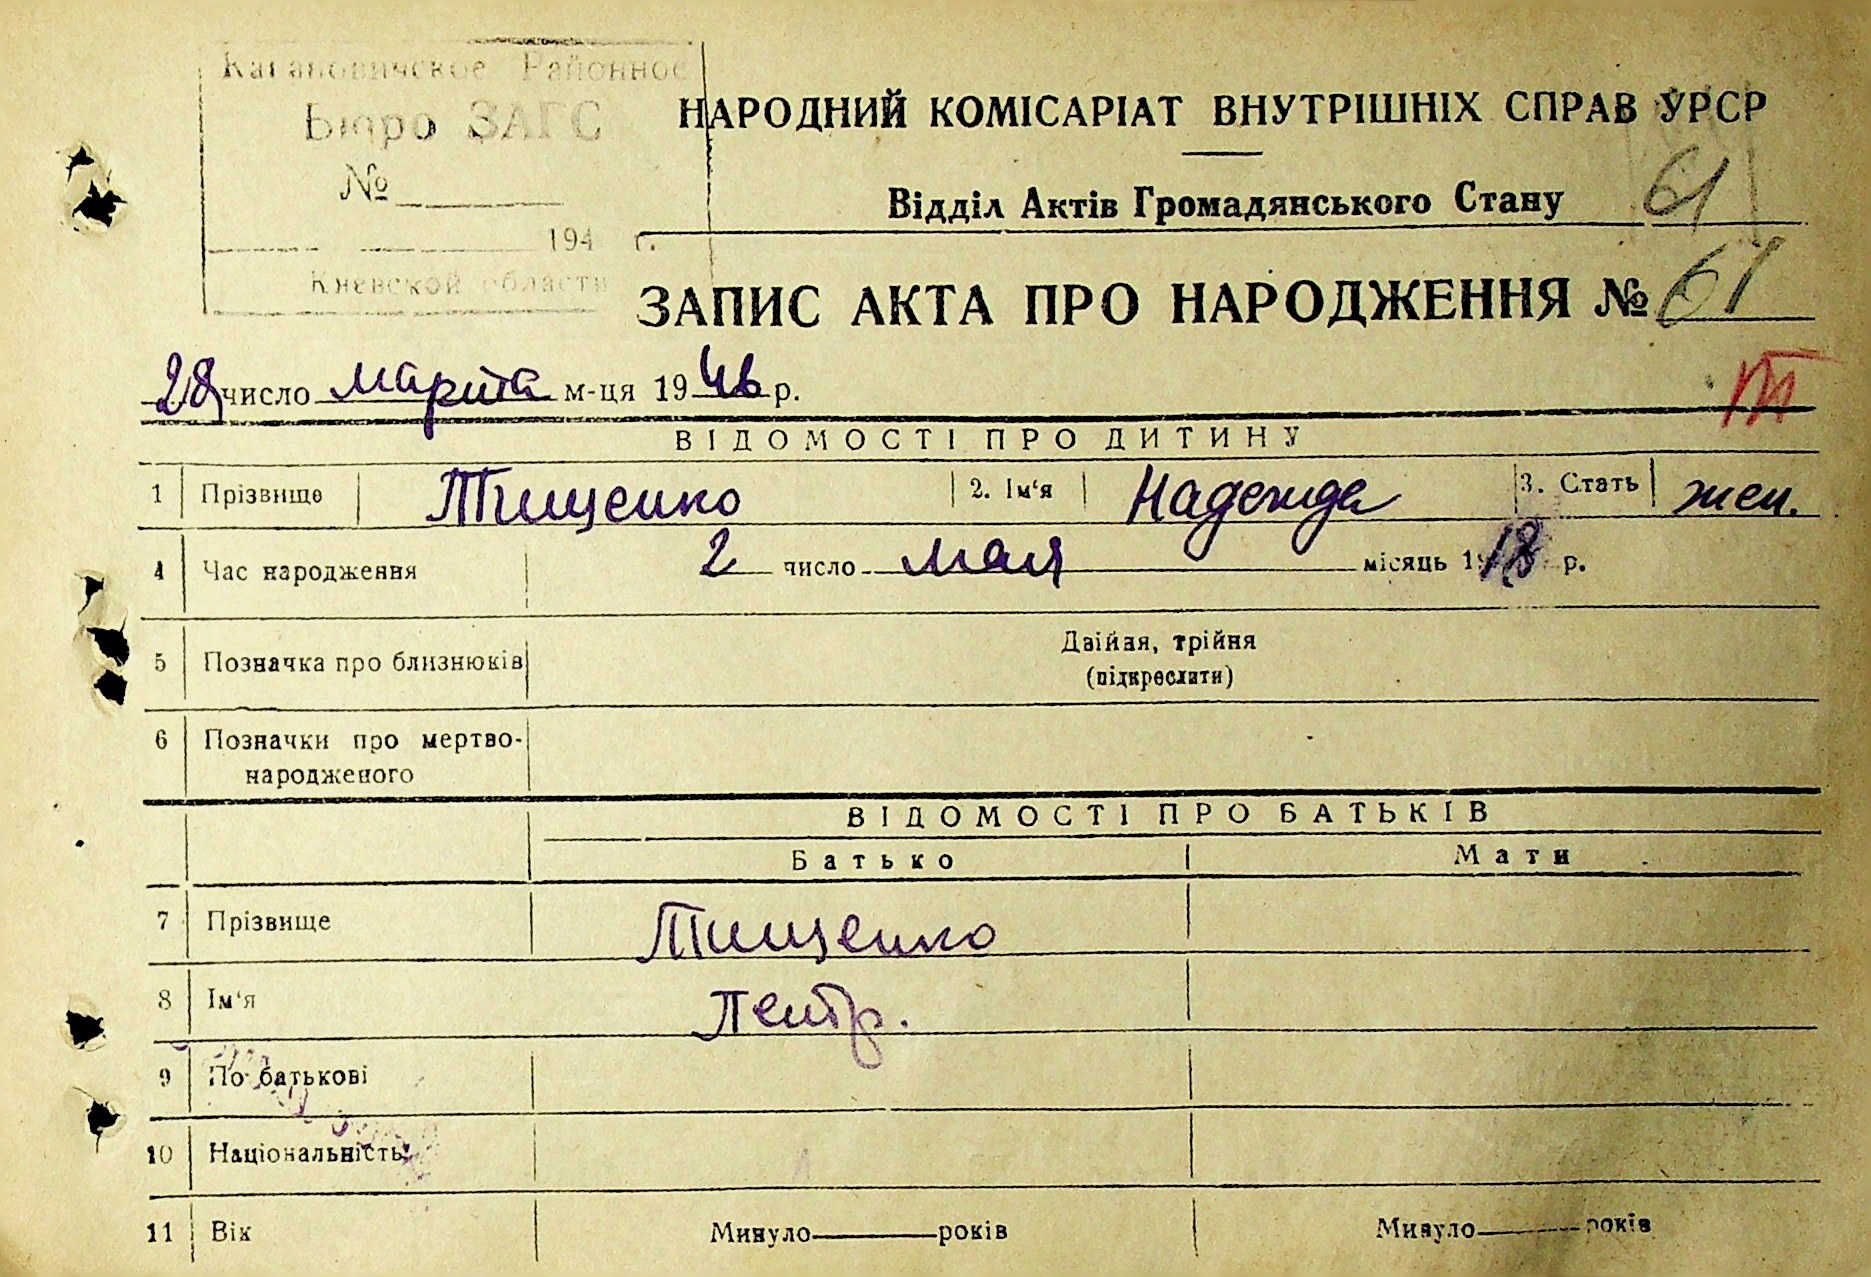 Кагановичское Районное
Бюро ЗАГС
№
194 г.
Киевской области
НАРОДНИЙ КОМІСАРІАТ ВНУТРІШНІХ СПРАВ УРСР
Відділ Актів Громадянського Стану 61
ЗАПИС АКТА ПРО НАРОДЖЕННЯ № 61
28 число марта м-ця 1946 р.
ВІДОМОСТІ ПРО ДИТИНУ
1 Прізвище Тищенко 2. Ім'я Надежда 3. Стать жен.
4 Час народження 2 число мая місяць 1918 р.
5 Позначка про близнюків Двійня, трійня
(підкреслити)
6 Позначки про мертво-
народженого
ВІДОМОСТІ ПРО БАТЬКІВ
Батько Мати
7 Прізвище Тищенко
8 Ім'я Петр.
9 По батькові
10 Національність
11 Вік Минуло років Минуло років